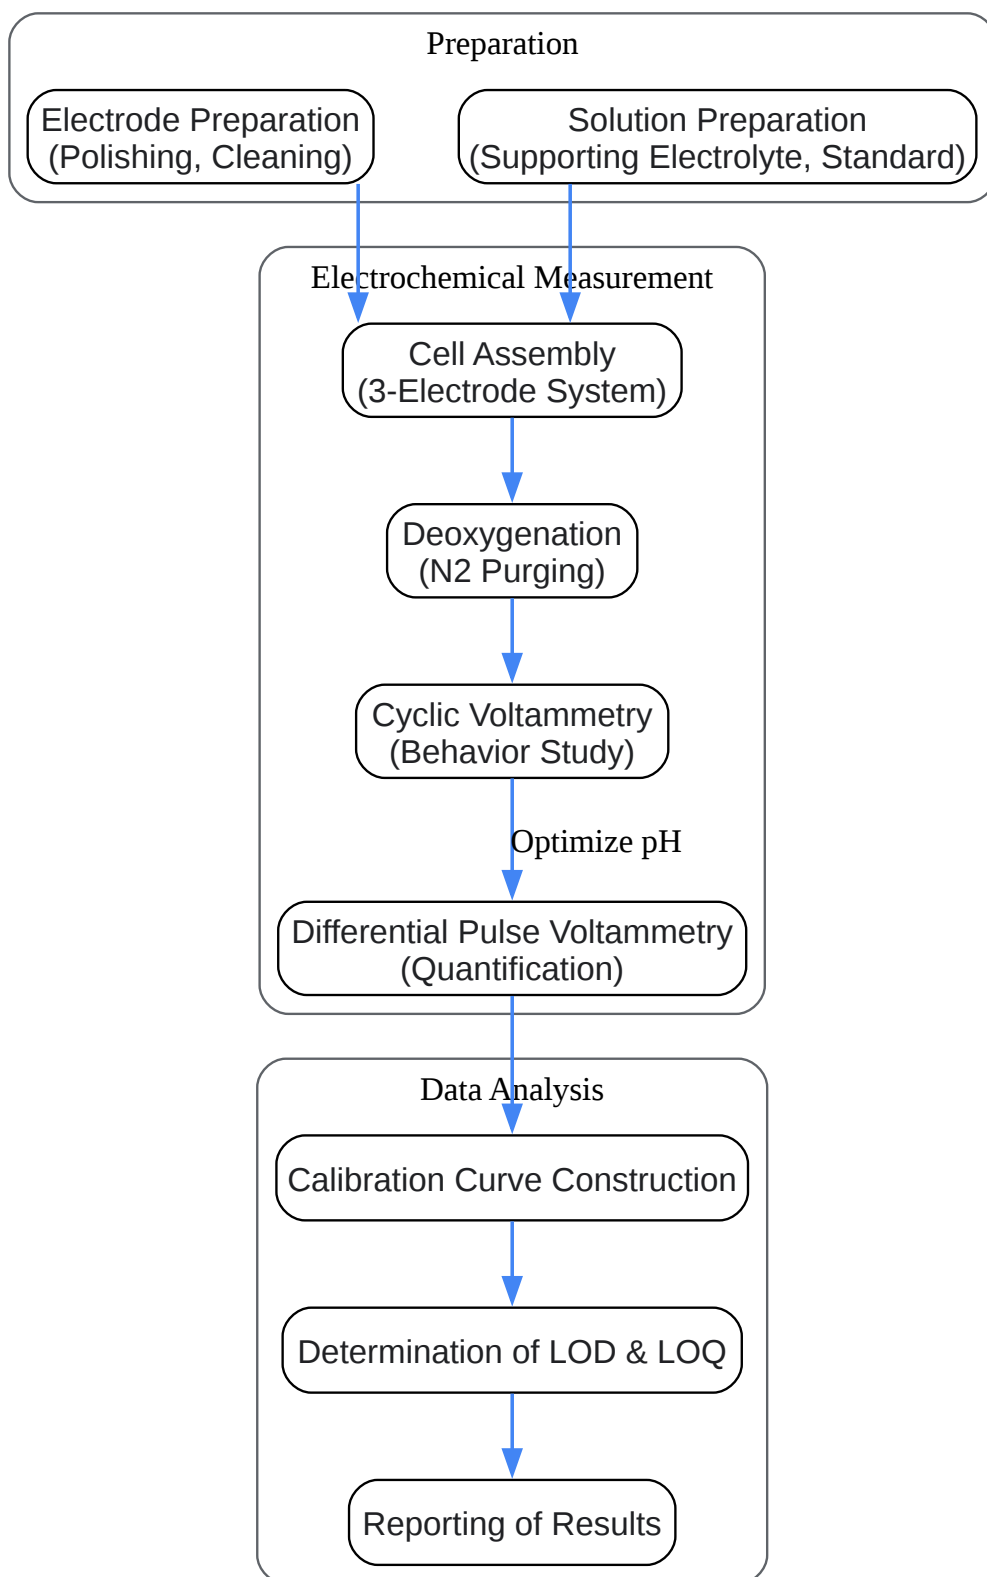 Preparation
Electrode Preparation
(Polishing, Cleaning)
Solution Preparation
(Supporting Electrolyte, Standard)
Electrochemical Measurement
Cell Assembly
(3-Electrode System)
Deoxygenation
(N2 Purging)
Cyclic Voltammetry
(Behavior Study)
Optimize pH
Differential Pulse Voltammetry
(Quantification)
Data Analysis
Calibration Curve Construction
Determination of LOD & LOQ
Reporting of Results